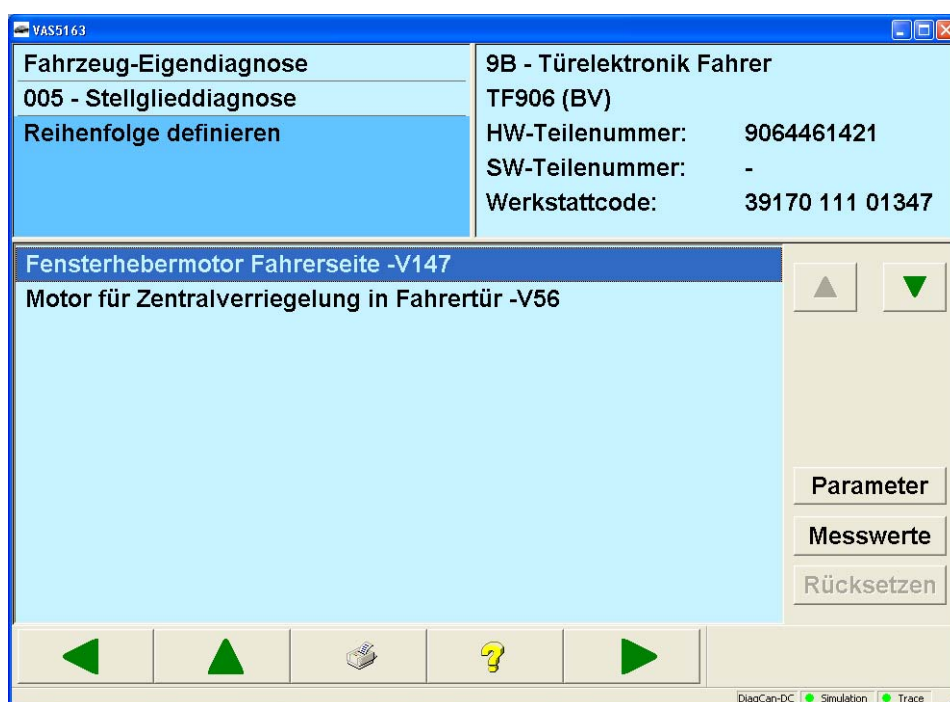 VAS5163
Fahrzeug-Eigendiagnose
005 - Stellglieddiagnose
Reihenfolge definieren
9B - Türelektronik Fahrer
TF906 (BV)
HW-Teilenummer: 9064461421
SW-Teilenummer: -
Werkstattcode: 39170 111 01347
Fensterhebermotor Fahrerseite -V147
Motor für Zentralverriegelung in Fahrertür -V56
Parameter
Messwerte
Rücksetzen
DiagCan-DC Simulation Trace